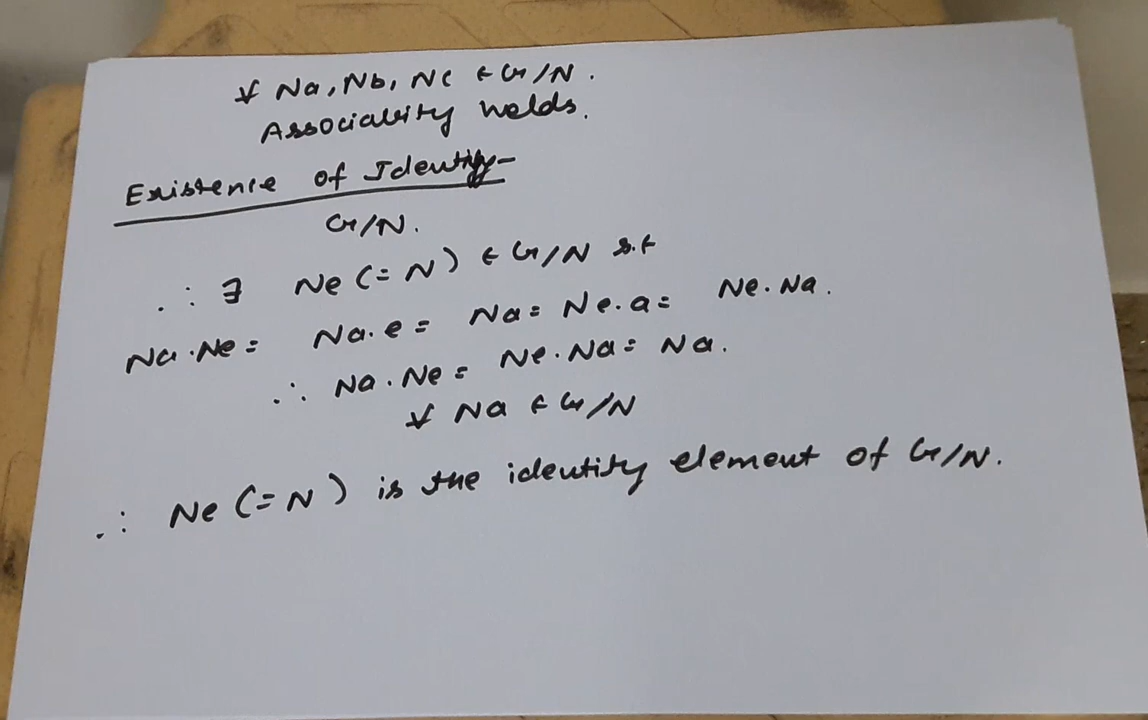 ∀ Na, Nb, Nc ∈ G/N.
Associality holds.
Existence of Identity-
G/N.
∴ ∃ Ne (= N) ∈ G/N s.t
Na . Ne = Na.e = Na = Ne.a = Ne.Na.
∴ Na . Ne = Ne . Na = Na.
∀ Na ∈ G/N
∴ Ne (= N) is the identity element of G/N.